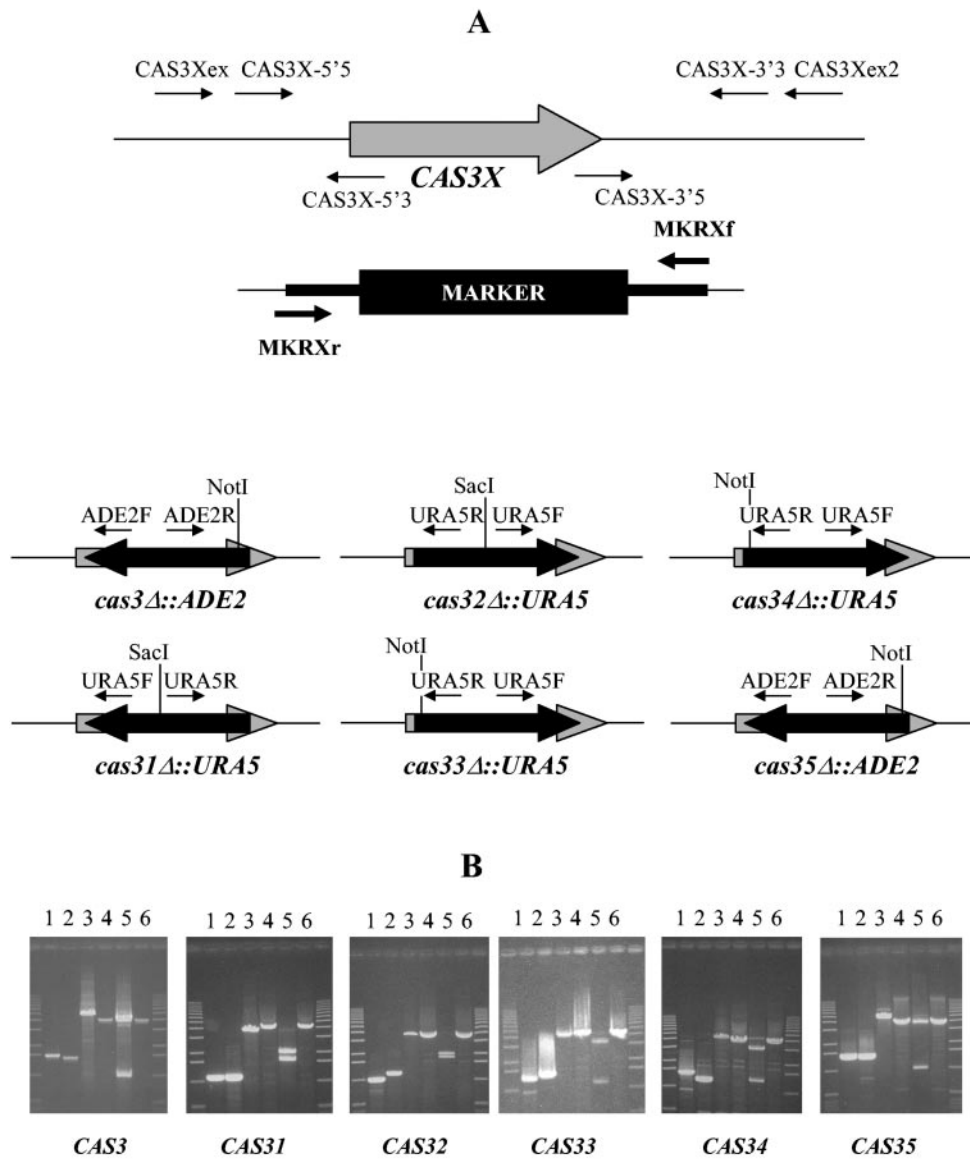 A
CAS3Xex CAS3X-5'5 CAS3X-3'3 CAS3Xex2
CAS3X
CAS3X-5'3 CAS3X-3'5
MKRXf
MARKER
MKRXr
NotI SacI NotI
ADE2F ADE2R URA5R URA5F URA5R URA5F
cas3Δ::ADE2 cas32Δ::URA5 cas34Δ::URA5
SacI NotI NotI
URA5F URA5R URA5R URA5F ADE2F ADE2R
cas31Δ::URA5 cas33Δ::URA5 cas35Δ::ADE2
B
1 2 3 4 5 6 1 2 3 4 5 6 1 2 3 4 5 6 1 2 3 4 5 6 1 2 3 4 5 6 1 2 3 4 5 6
CAS3 CAS31 CAS32 CAS33 CAS34 CAS35